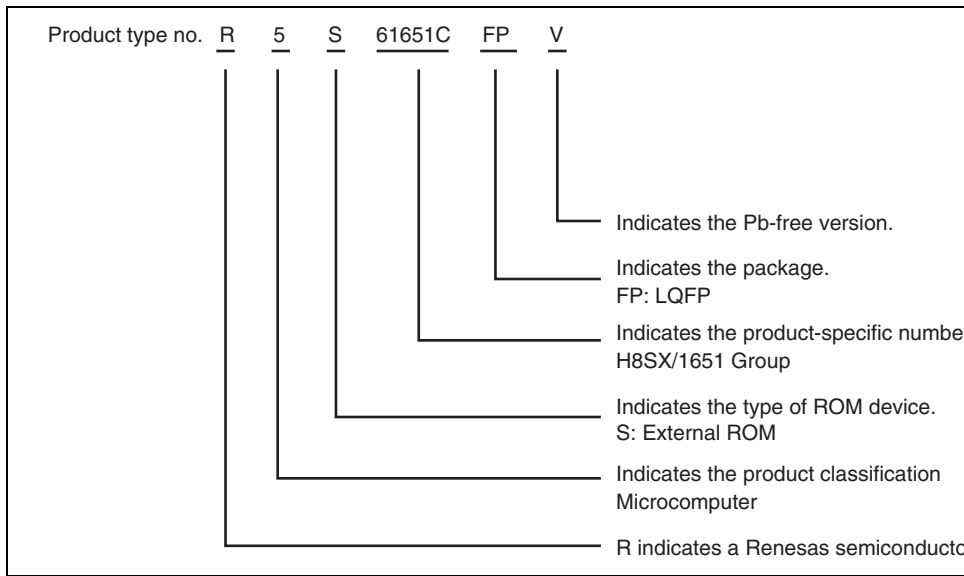 Product type no. R 5 S 61651C FP V
Indicates the Pb-free version.
Indicates the package.
FP: LQFP
Indicates the product-specific numbe
H8SX/1651 Group
Indicates the type of ROM device.
S: External ROM
Indicates the product classification
Microcomputer
R indicates a Renesas semiconducto